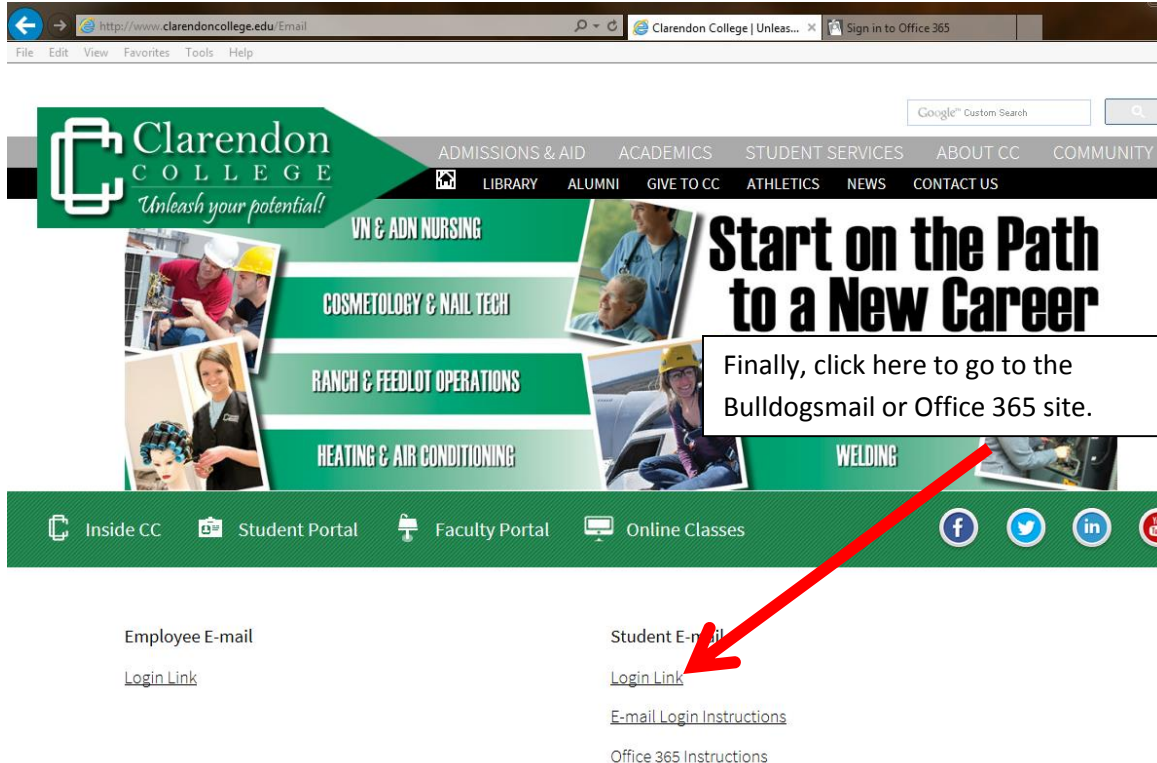 http://www.clarendoncollege.edu/Email
Clarendon College | Unleas...
Sign in to Office 365
File Edit View Favorites Tools Help
Google™ Custom Search
Clarendon
COLLEGE
Unleash your potential!
ADMISSIONS & AID ACADEMICS STUDENT SERVICES ABOUT CC COMMUNITY
LIBRARY ALUMNI GIVE TO CC ATHLETICS NEWS CONTACT US
VN & ADN NURSING
COSMETOLOGY & NAIL TECH
RANCH & FEEDLOT OPERATIONS
HEATING & AIR CONDITIONING
Start on the Path
to a New Career
Finally, click here to go to the
Bulldogsmail or Office 365 site.
WELDING
Inside CC Student Portal Faculty Portal Online Classes
Employee E-mail
Login Link
Student E-mail
Login Link
E-mail Login Instructions
Office 365 Instructions